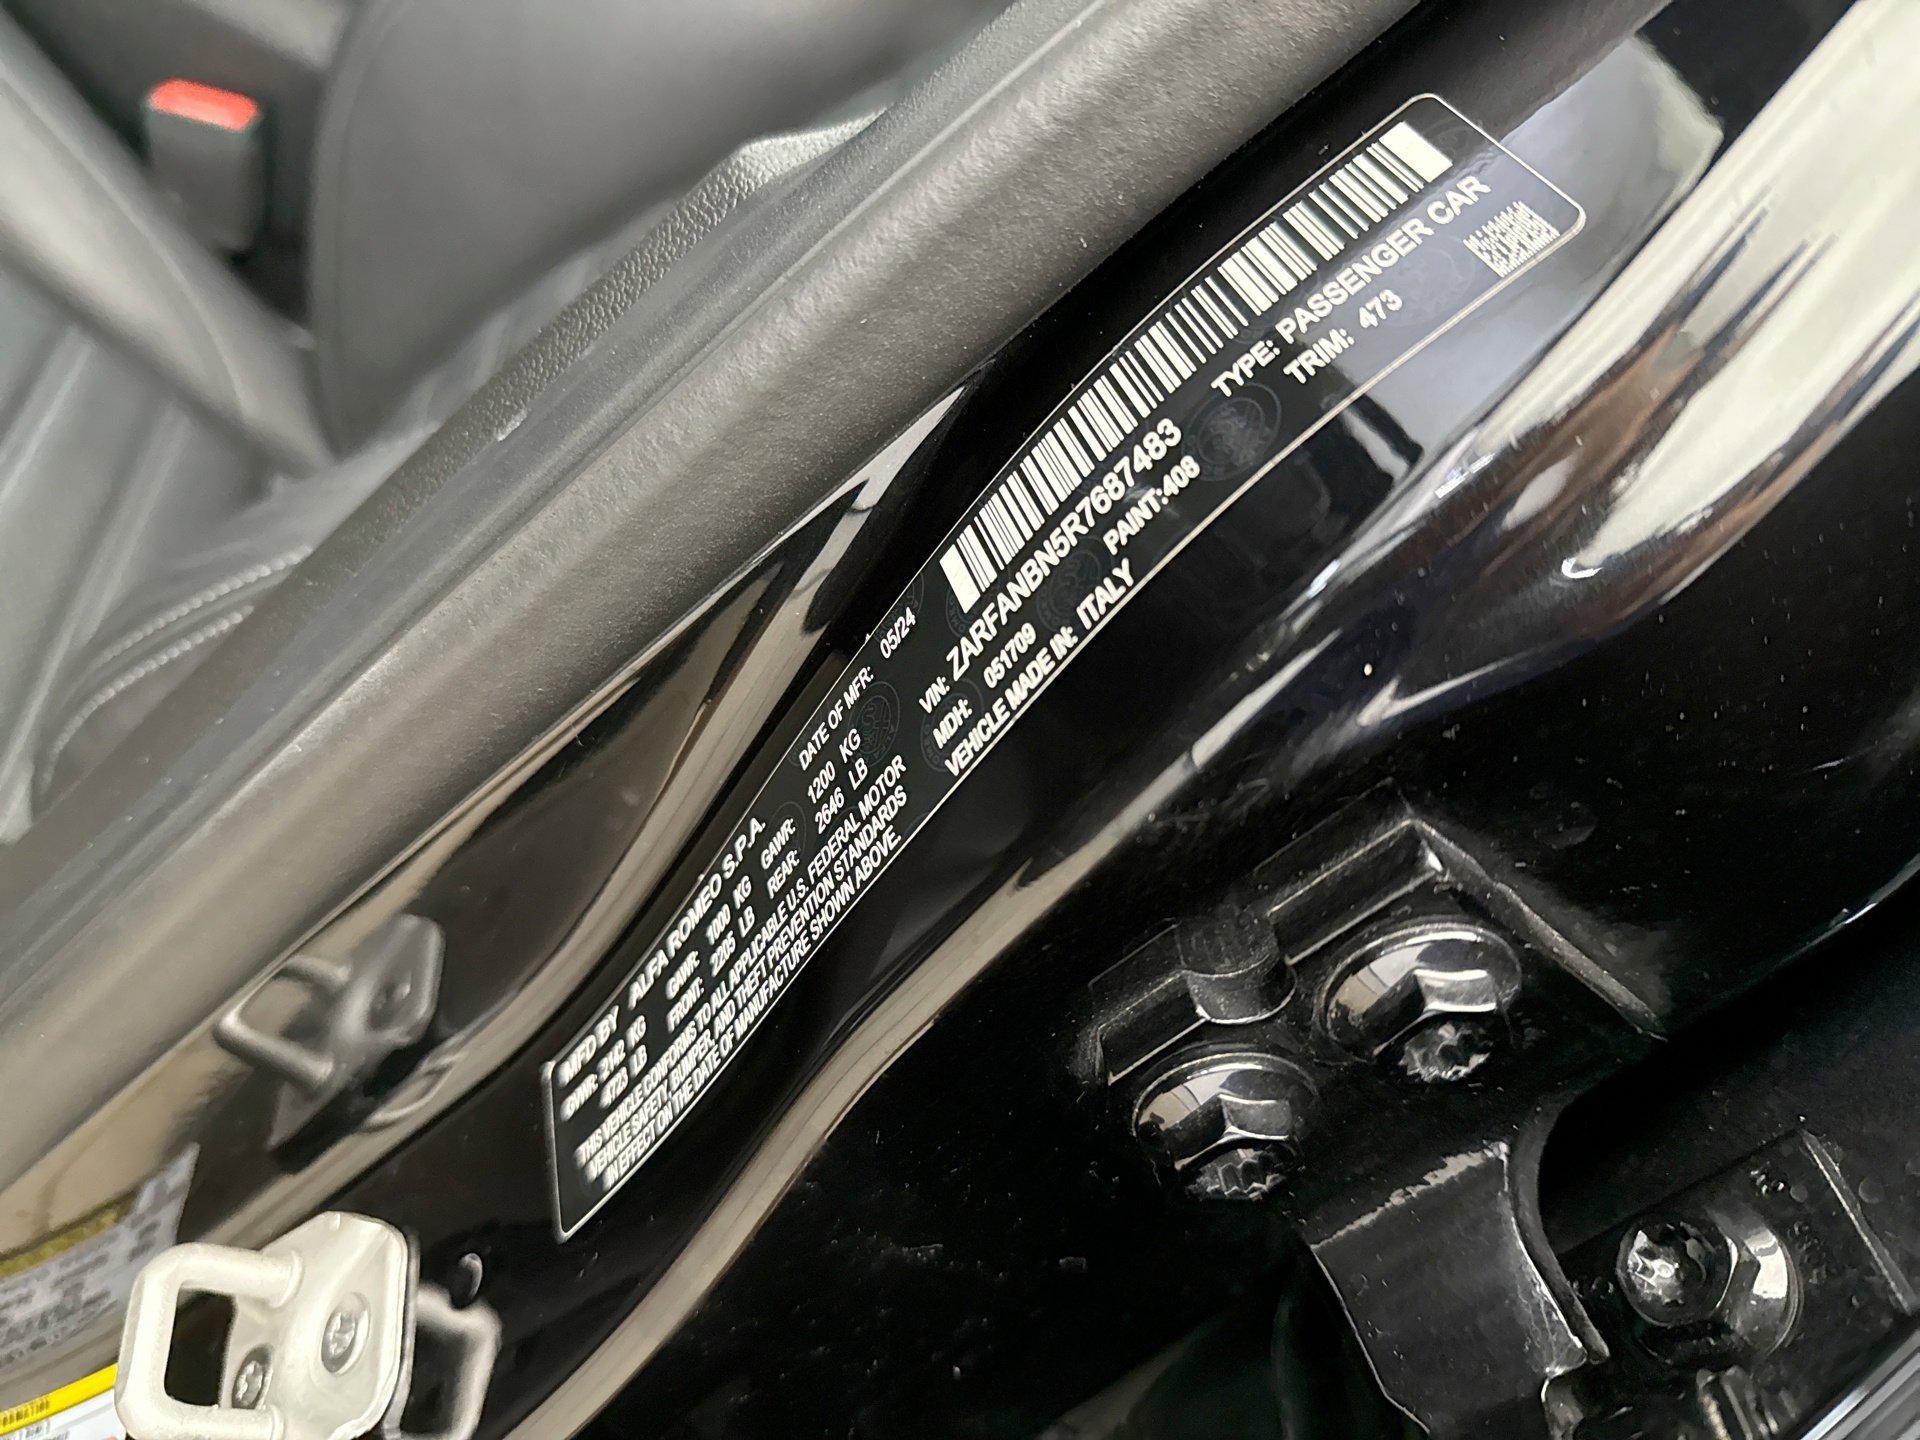 MFD BY ALFA ROMEO S.P.A. DATE OF MFR: 05/24
GVWR: 2142 KG GAWR: 1000 KG GAWR: 1200 KG
4723 LB FRONT: 2205 LB REAR: 2646 LB
THIS VEHICLE CONFORMS TO ALL APPLICABLE U.S. FEDERAL MOTOR
VEHICLE SAFETY, BUMPER, AND THEFT PREVENTION STANDARDS
IN EFFECT ON THE DATE OF MANUFACTURE SHOWN ABOVE.
VIN: ZARFANBN5R7687483 TYPE: PASSENGER CAR
MDH: 051709 PAINT:408 TRIM: 473
VEHICLE MADE IN: ITALY